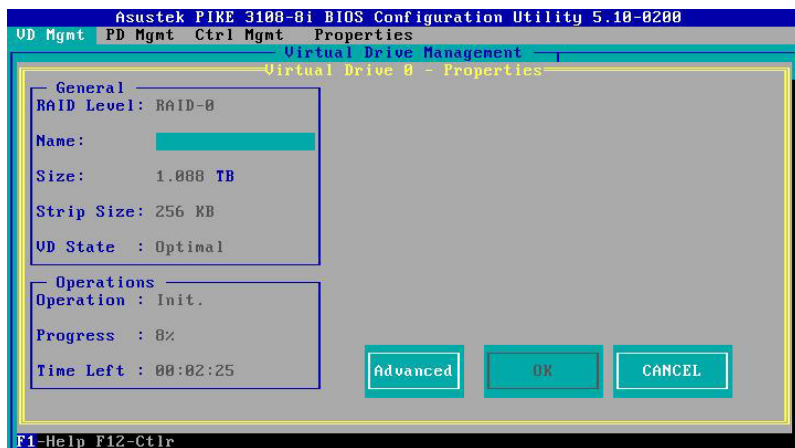 Asustek PIKE 3108-8i BIOS Configuration Utility 5.10-0200
VD Mgmt PD Mgmt Ctrl Mgmt Properties
Virtual Drive Management
Virtual Drive 0 - Properties
General
RAID Level: RAID-0
Name:
Size: 1.088 TB
Strip Size: 256 KB
VD State : Optimal
Operations
Operation : Init.
Progress : 8%
Time Left : 00:02:25
Advanced OK CANCEL
F1-Help F12-Ctlr